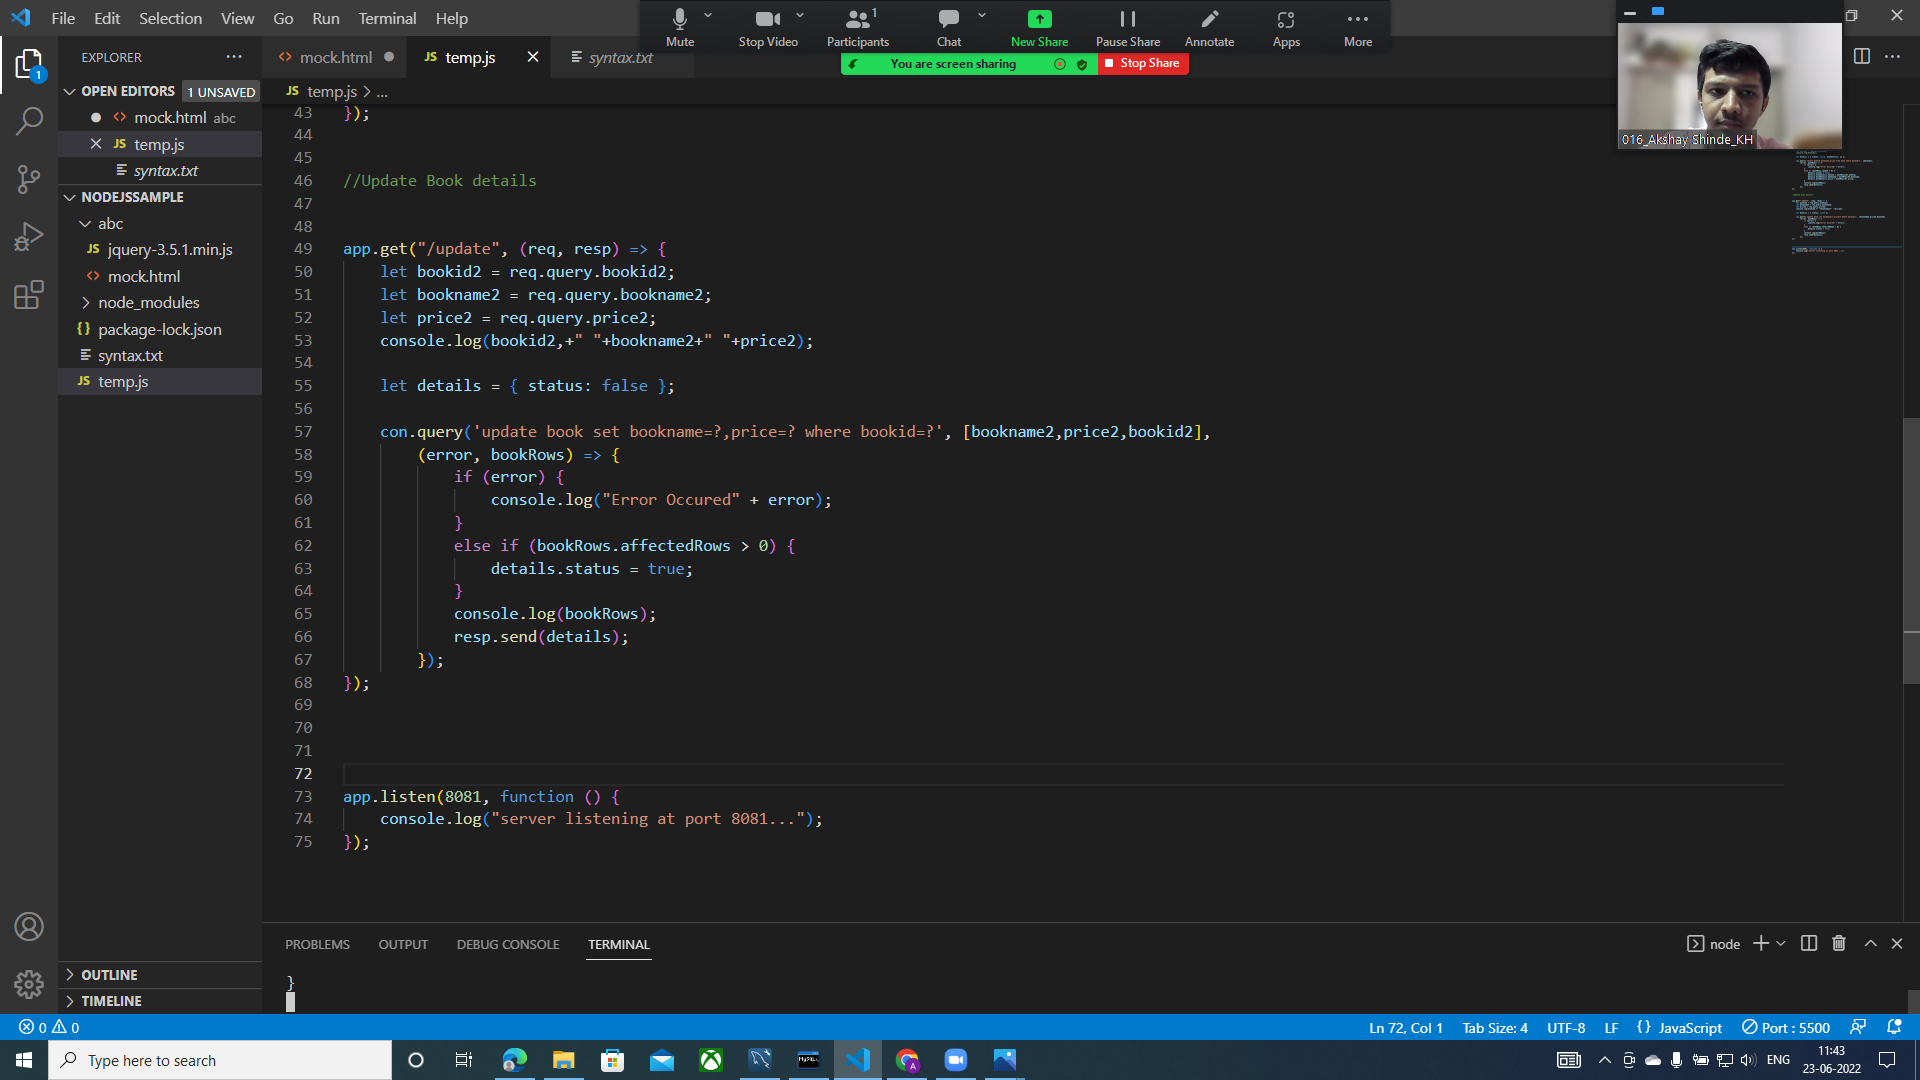 File Edit Selection View Go Run Terminal Help
Mute
Stop Video
Participants
1
Chat
New Share
Pause Share
Annotate
Apps
More
You are screen sharing
Stop Share
016_Akshay Shinde_KH
EXPLORER
mock.html
JS temp.js
syntax.txt
OPEN EDITORS 1 UNSAVED
mock.html abc
JS temp.js
syntax.txt
NODEJSSAMPLE
abc
JS jquery-3.5.1.min.js
mock.html
node_modules
package-lock.json
syntax.txt
JS temp.js
OUTLINE
TIMELINE
1
JS temp.js > ...
43 });
44
45
46 //Update Book details
47
48
49 app.get("/update", (req, resp) => {
50 let bookid2 = req.query.bookid2;
51 let bookname2 = req.query.bookname2;
52 let price2 = req.query.price2;
53 console.log(bookid2,+" "+bookname2+" "+price2);
54
55 let details = { status: false };
56
57 con.query('update book set bookname=?,price=? where bookid=?', [bookname2,price2,bookid2],
58 (error, bookRows) => {
59 if (error) {
60 console.log("Error Occured" + error);
61 }
62 else if (bookRows.affectedRows > 0) {
63 details.status = true;
64 }
65 console.log(bookRows);
66 resp.send(details);
67 });
68 });
69
70
71
72
73 app.listen(8081, function () {
74 console.log("server listening at port 8081...");
75 });
PROBLEMS OUTPUT DEBUG CONSOLE TERMINAL
node
}
0 0
Ln 72, Col 1 Tab Size: 4 UTF-8 LF {} JavaScript Port : 5500
Type here to search
MySQL
A
ENG
11:43
23-06-2022